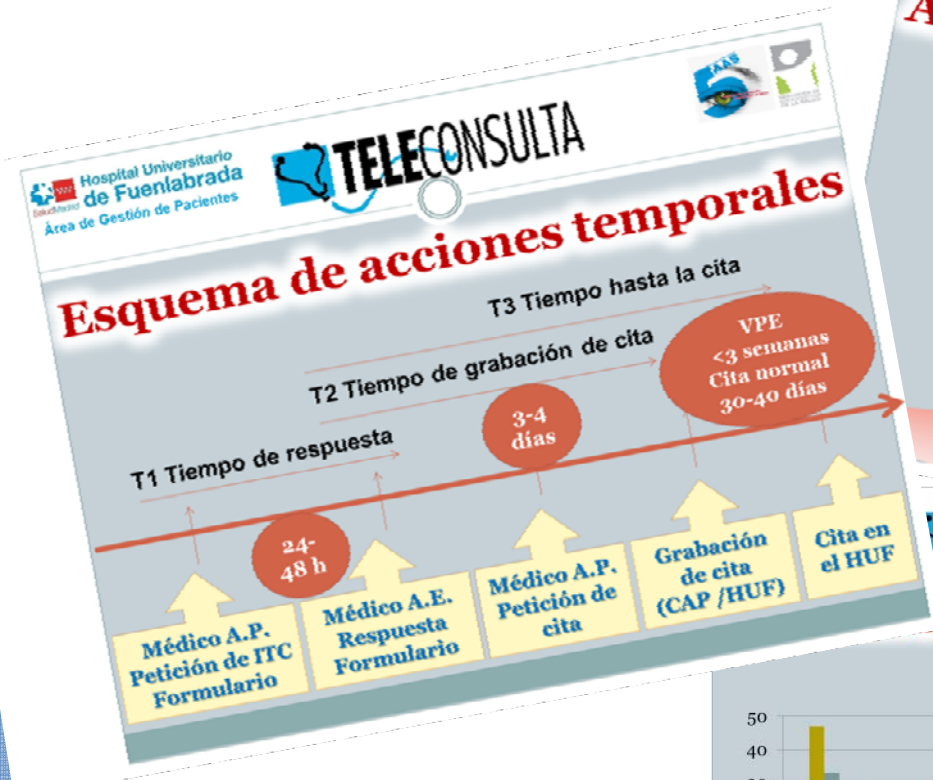 Hospital Universitario
de Fuenlabrada
Área de Gestión de Pacientes
TELECONSULTA
Esquema de acciones temporales
T3 Tiempo hasta la cita
T2 Tiempo de grabación de cita
T1 Tiempo de respuesta
VPE
<3 semanas
Cita normal
30-40 días
3-4
días
24-
48 h
Médico A.P.
Petición de ITC
Formulario
Médico A.E.
Respuesta
Formulario
Médico A.P.
Petición de
cita
Grabación
de cita
(CAP /HUF)
Cita en
el HUF
A
50
40